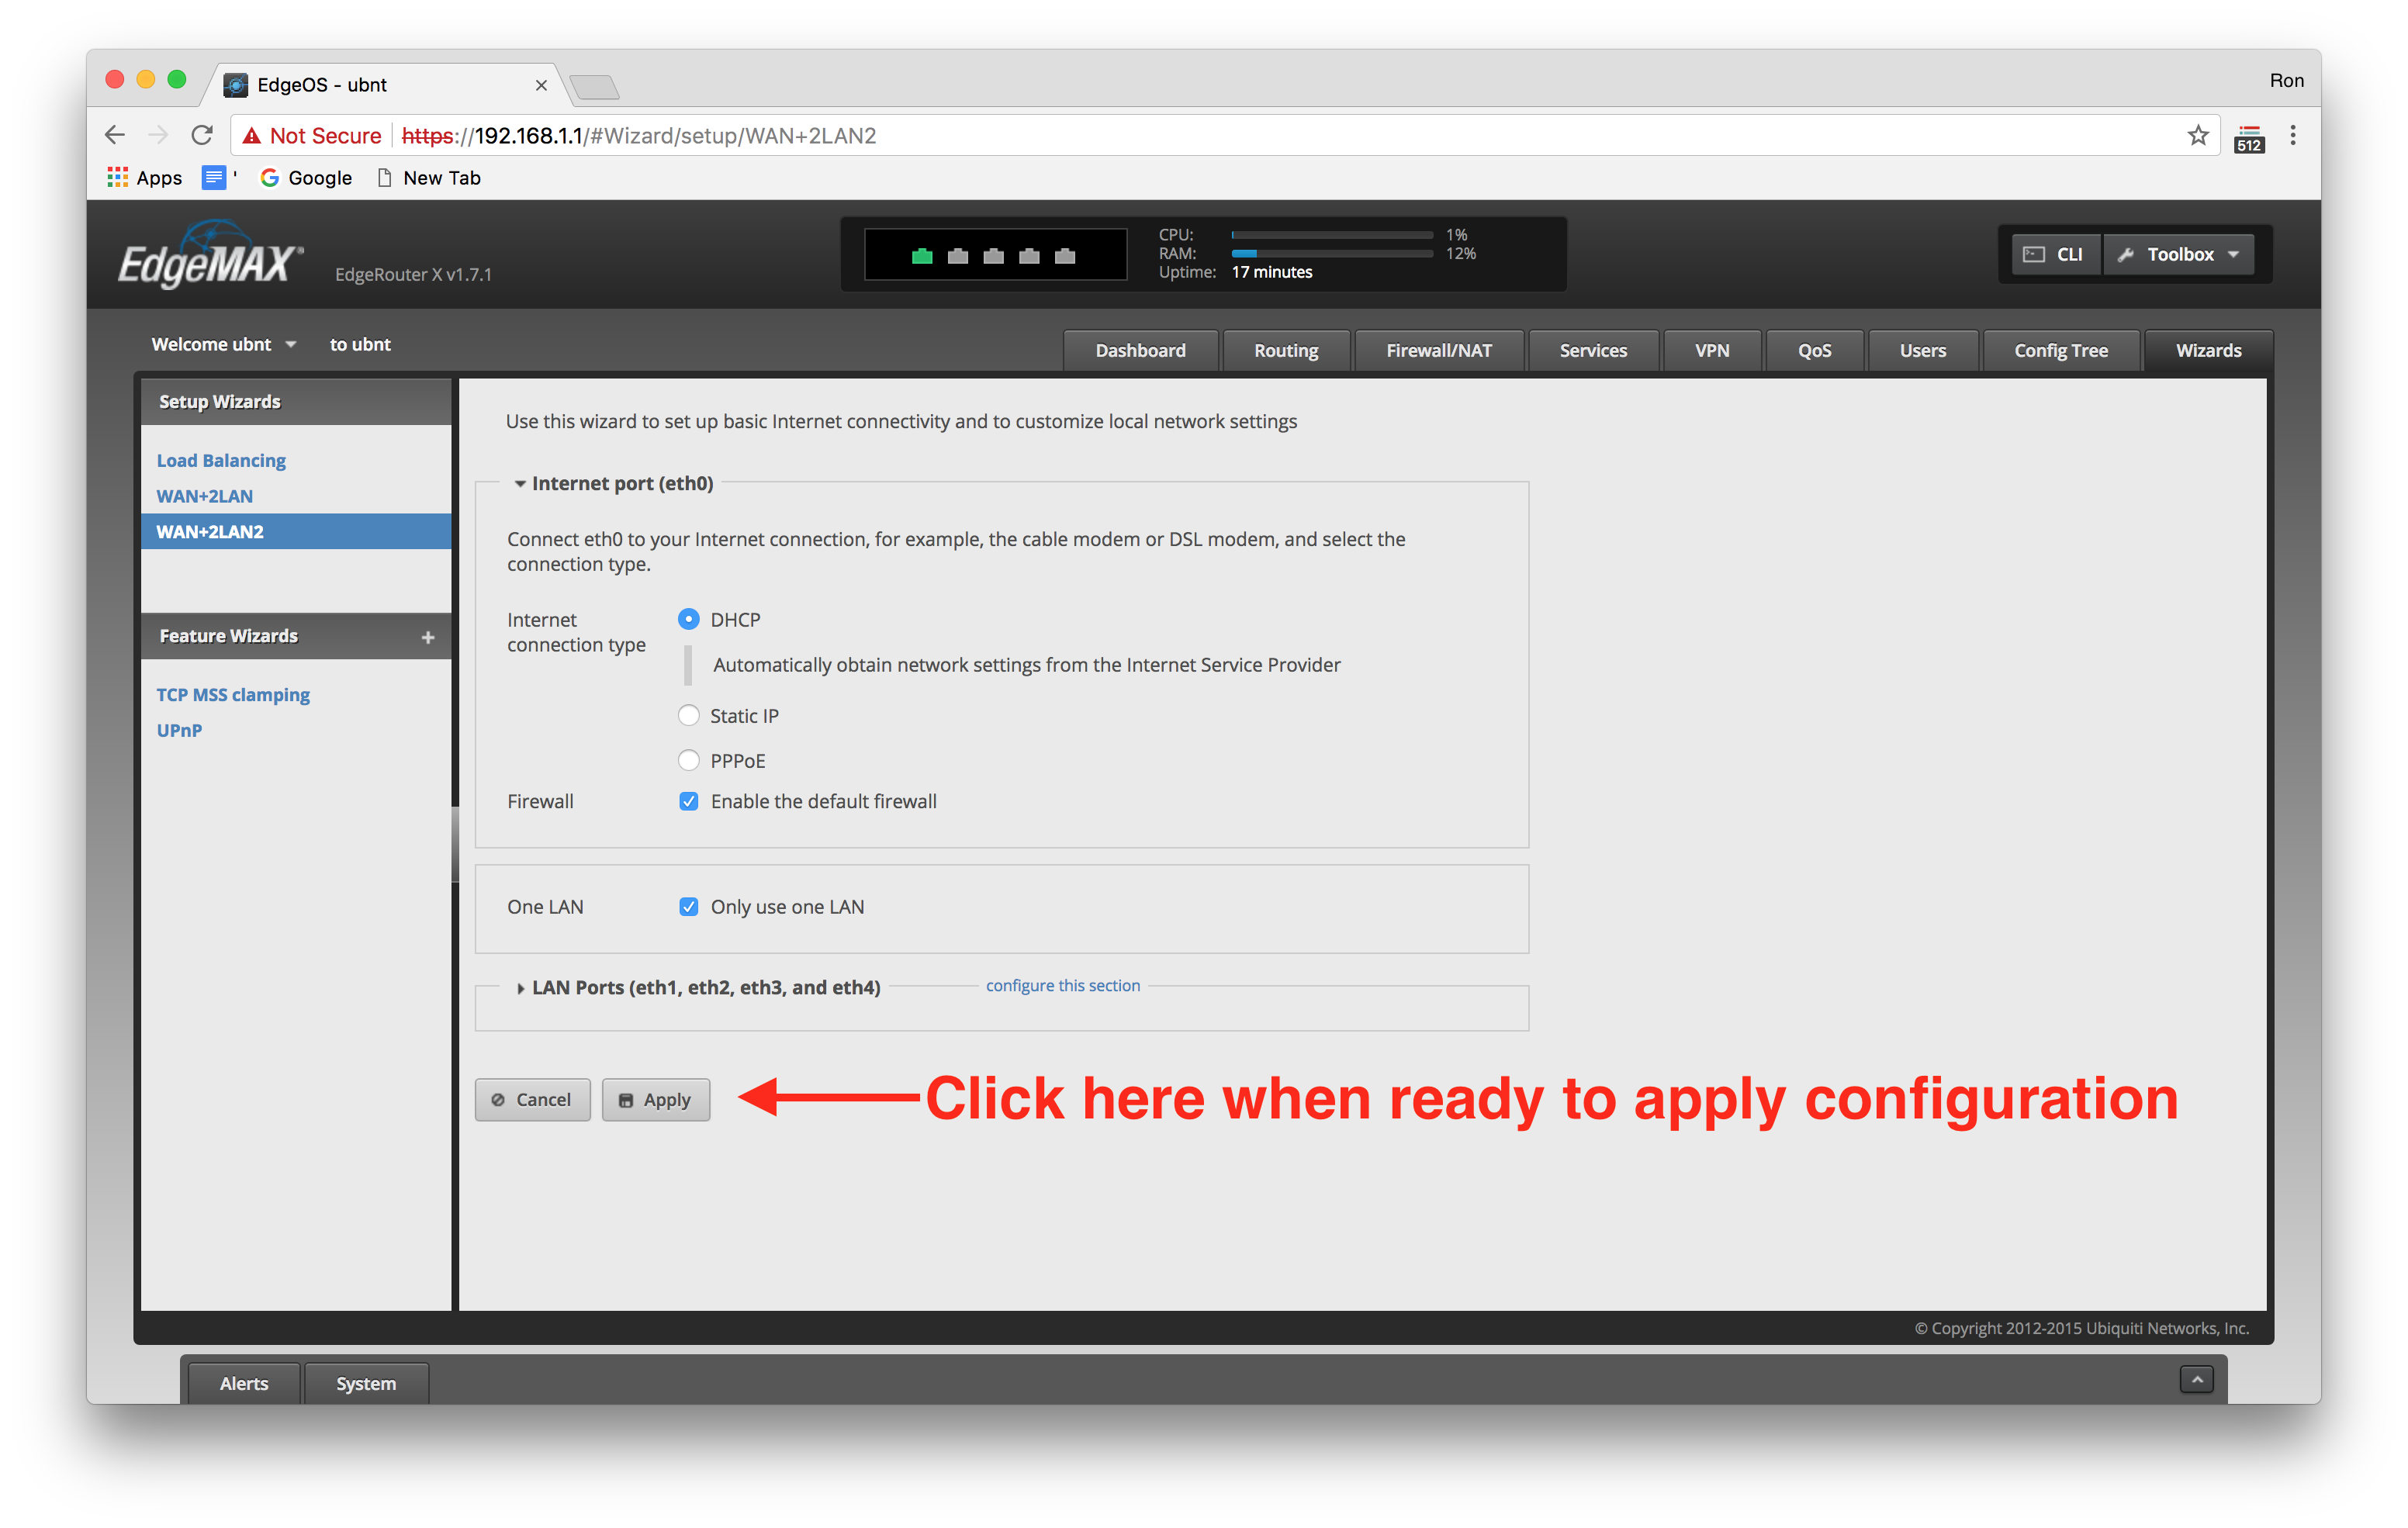 EdgeOS - ubnt
Ron
Not Secure https://192.168.1.1/#Wizard/setup/WAN+2LAN2
512
Apps ' Google New Tab
EdgeMAX® EdgeRouter X v1.7.1
CPU: 1%
RAM: 12%
Uptime: 17 minutes
CLI Toolbox
Welcome ubnt to ubnt
Dashboard Routing Firewall/NAT Services VPN QoS Users Config Tree Wizards
Setup Wizards
Load Balancing
WAN+2LAN
WAN+2LAN2
Feature Wizards +
TCP MSS clamping
UPnP
Use this wizard to set up basic Internet connectivity and to customize local network settings
Internet port (eth0)
Connect eth0 to your Internet connection, for example, the cable modem or DSL modem, and select the
connection type.
Internet
connection type
DHCP
Automatically obtain network settings from the Internet Service Provider
Static IP
PPPoE
Firewall Enable the default firewall
One LAN Only use one LAN
LAN Ports (eth1, eth2, eth3, and eth4) configure this section
Cancel Apply
Click here when ready to apply configuration
© Copyright 2012-2015 Ubiquiti Networks, Inc.
Alerts System